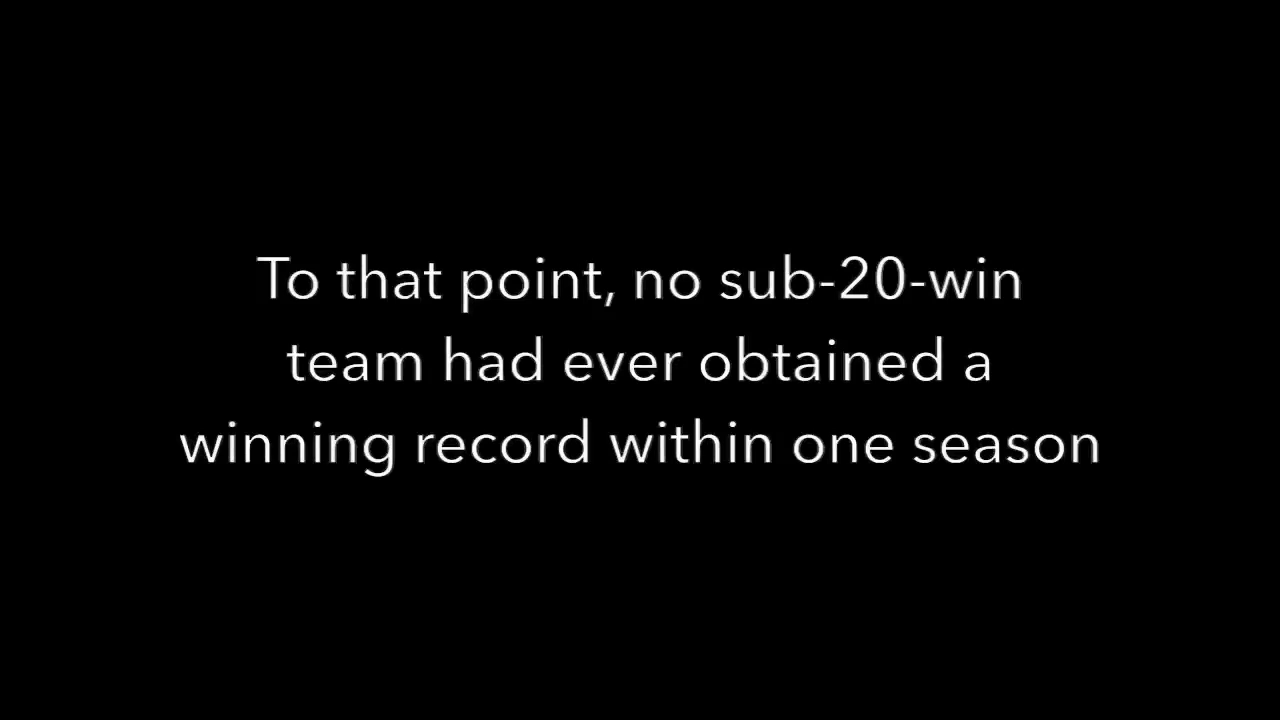 To that point, no sub-20-win
team had ever obtained a
winning record within one season